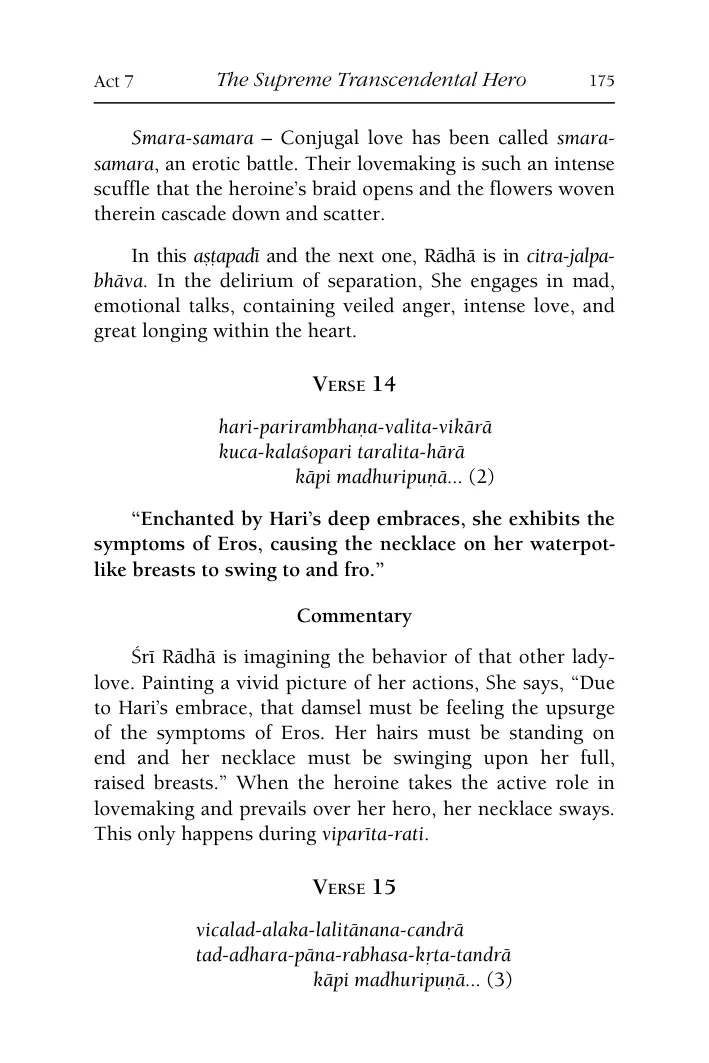 Act 7 The Supreme Transcendental Hero 175
Smara-samara – Conjugal love has been called smara-
samara, an erotic battle. Their lovemaking is such an intense
scuffle that the heroine’s braid opens and the flowers woven
therein cascade down and scatter.
In this aṣṭapadī and the next one, Rādhā is in citra-jalpa-
bhāva. In the delirium of separation, She engages in mad,
emotional talks, containing veiled anger, intense love, and
great longing within the heart.
Verse 14
hari-parirambhaṇa-valita-vikārā
kuca-kalaśopari taralita-hārā
kāpi madhuripuṇā... (2)
“Enchanted by Hari’s deep embraces, she exhibits the
symptoms of Eros, causing the necklace on her waterpot-
like breasts to swing to and fro.”
Commentary
Śrī Rādhā is imagining the behavior of that other lady-
love. Painting a vivid picture of her actions, She says, “Due
to Hari’s embrace, that damsel must be feeling the upsurge
of the symptoms of Eros. Her hairs must be standing on
end and her necklace must be swinging upon her full,
raised breasts.” When the heroine takes the active role in
lovemaking and prevails over her hero, her necklace sways.
This only happens during viparīta-rati.
Verse 15
vicalad-alaka-lalitānana-candrā
tad-adhara-pāna-rabhasa-kṛta-tandrā
kāpi madhuripuṇā... (3)